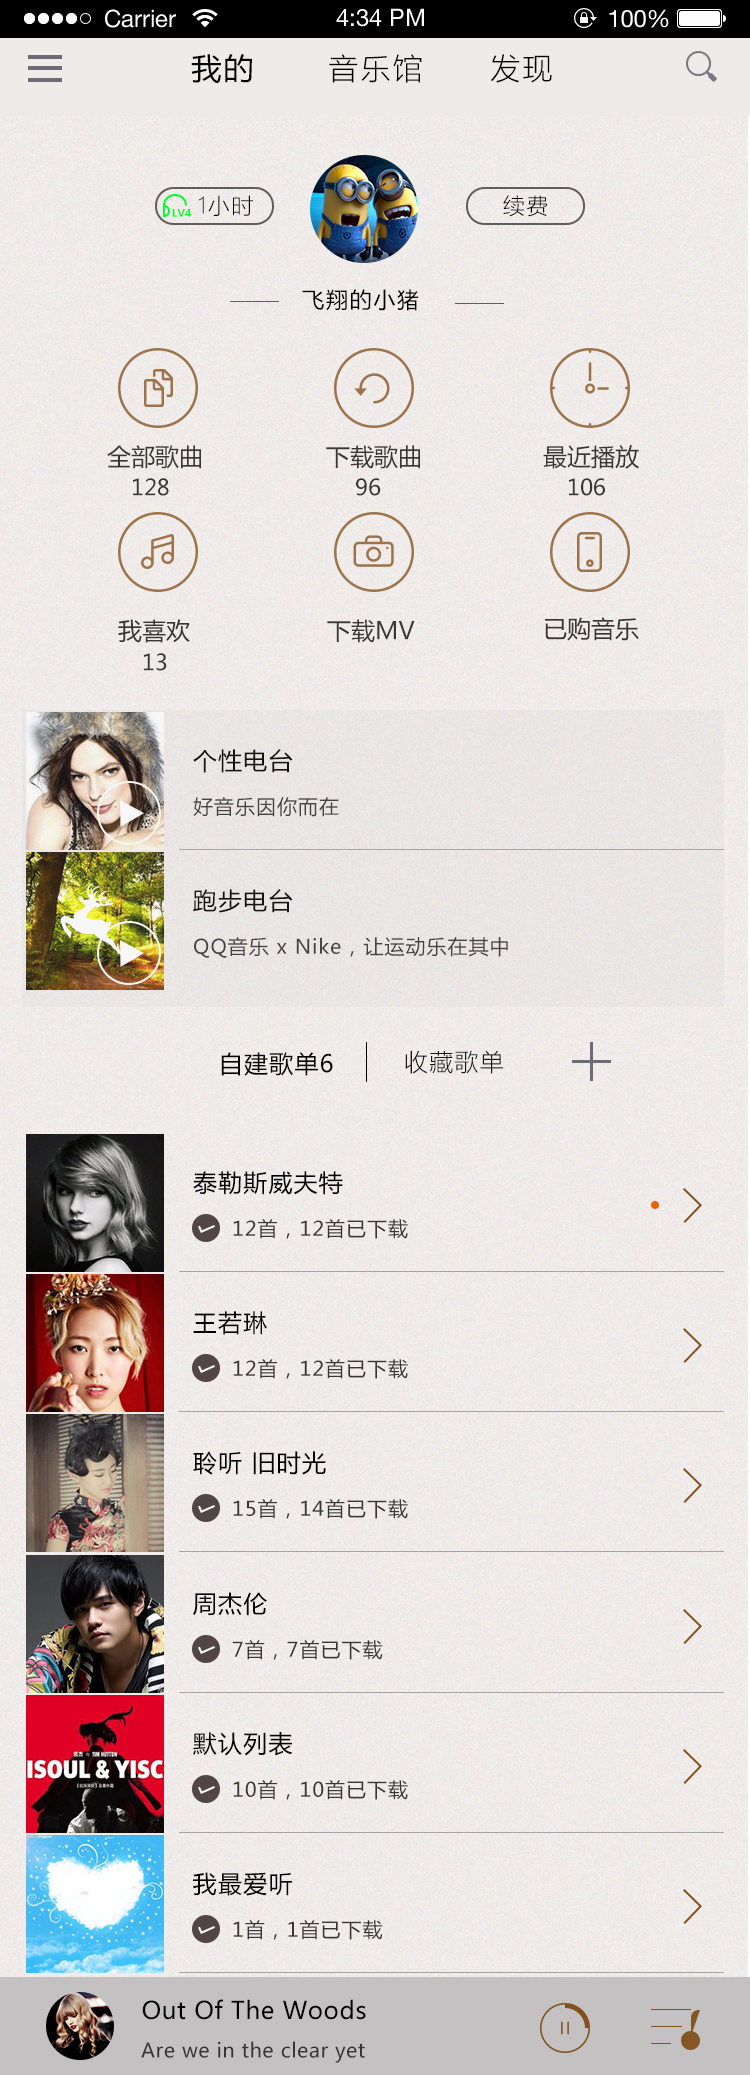 Carrier 4:34 PM 100%
我的 音乐馆 发现
LV4 1小时 续费
飞翔的小猪
全部歌曲 下载歌曲 最近播放
128 96 106
我喜欢 下载MV 已购音乐
13
个性电台
好音乐因你而在
跑步电台
QQ音乐 x Nike，让运动乐在其中
自建歌单6 收藏歌单
泰勒斯威夫特
12首，12首已下载
王若琳
12首，12首已下载
聆听 旧时光
15首，14首已下载
周杰伦
7首，7首已下载
ISOUL & YISC
默认列表
10首，10首已下载
我最爱听
1首，1首已下载
Out Of The Woods
Are we in the clear yet